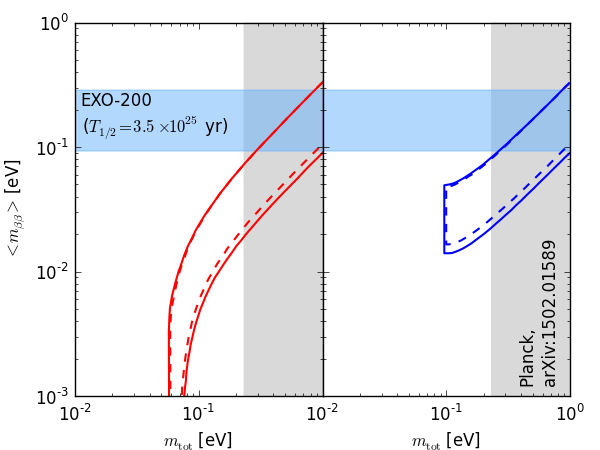 10⁰
10⁻¹
10⁻²
10⁻³
<m_ββ> [eV]
EXO-200
(T_1/2 = 3.5 ×10²⁵ yr)
Planck,
arXiv:1502.01589
10⁻² 10⁻¹ 10⁻² 10⁻¹ 10⁰
m_tot [eV] m_tot [eV]